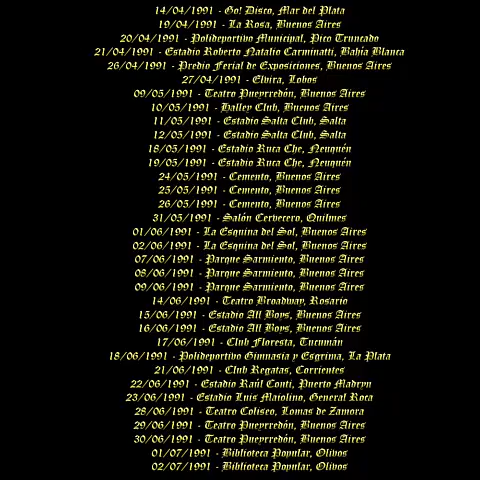 14/04/1991 - Go! Disco, Mar del Plata
19/04/1991 - La Rosa, Buenos Aires
20/04/1991 - Polideportivo Municipal, Pico Truncado
21/04/1991 - Estadio Roberto Natalio Carminatti, Bahía Blanca
26/04/1991 - Predio Ferial de Exposiciones, Buenos Aires
27/04/1991 - Elvira, Lobos
09/05/1991 - Teatro Pueyrredón, Buenos Aires
10/05/1991 - Halley Club, Buenos Aires
11/05/1991 - Estadio Salta Club, Salta
12/05/1991 - Estadio Salta Club, Salta
18/05/1991 - Estadio Ruca Che, Neuquén
19/05/1991 - Estadio Ruca Che, Neuquén
24/05/1991 - Cemento, Buenos Aires
25/05/1991 - Cemento, Buenos Aires
26/05/1991 - Cemento, Buenos Aires
31/05/1991 - Salón Cervecero, Quilmes
01/06/1991 - La Esquina del Sol, Buenos Aires
02/06/1991 - La Esquina del Sol, Buenos Aires
07/06/1991 - Parque Sarmiento, Buenos Aires
08/06/1991 - Parque Sarmiento, Buenos Aires
09/06/1991 - Parque Sarmiento, Buenos Aires
14/06/1991 - Teatro Broadway, Rosario
15/06/1991 - Estadio All Boys, Buenos Aires
16/06/1991 - Estadio All Boys, Buenos Aires
17/06/1991 - Club Floresta, Tucumán
18/06/1991 - Polideportivo Gimnasia y Esgrima, La Plata
21/06/1991 - Club Regatas, Corrientes
22/06/1991 - Estadio Raúl Conti, Puerto Madryn
23/06/1991 - Estadio Luis Maiolino, General Roca
28/06/1991 - Teatro Coliseo, Lomas de Zamora
29/06/1991 - Teatro Pueyrredón, Buenos Aires
30/06/1991 - Teatro Pueyrredón, Buenos Aires
01/07/1991 - Biblioteca Popular, Olivos
02/07/1991 - Biblioteca Popular, Olivos